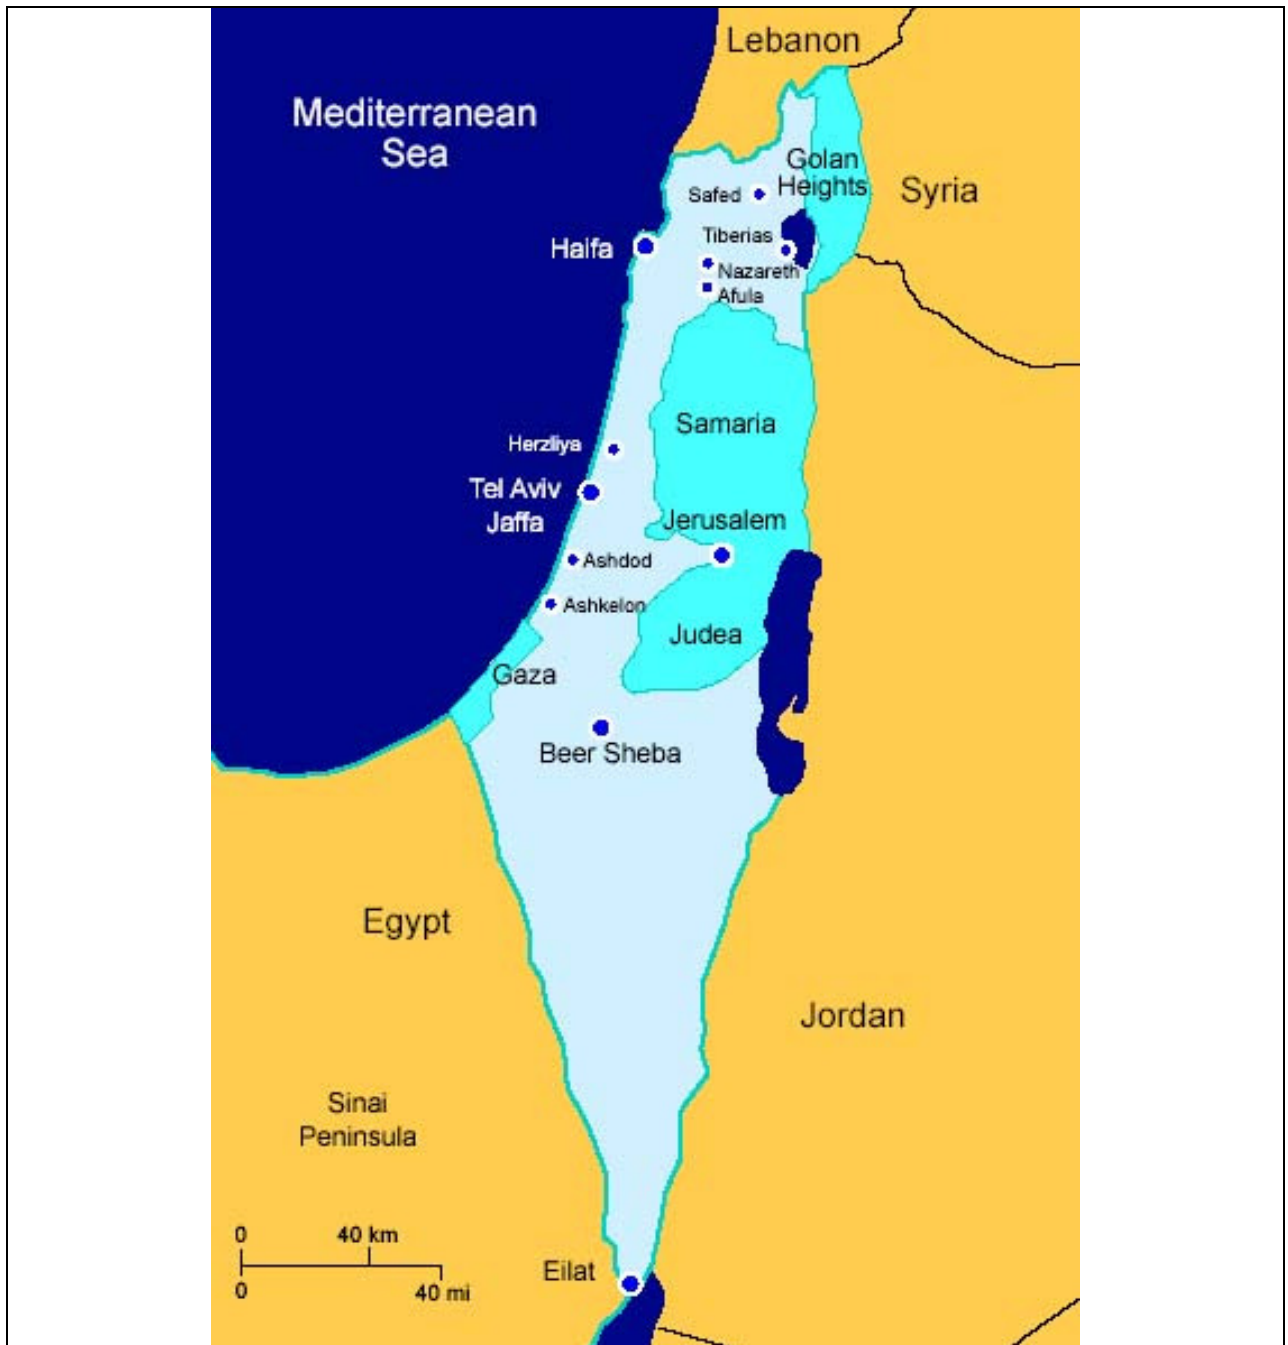 Lebanon
Mediterranean
Sea
Golan
Heights
Syria
Safed
Tiberias
Haifa
Nazareth
Afula
Samaria
Herzliya
Tel Aviv
Jaffa
Jerusalem
Ashdod
Ashkelon
Judea
Gaza
Beer Sheba
Egypt
Jordan
Sinai
Peninsula
0 40 km
0 40 mi
Eilat